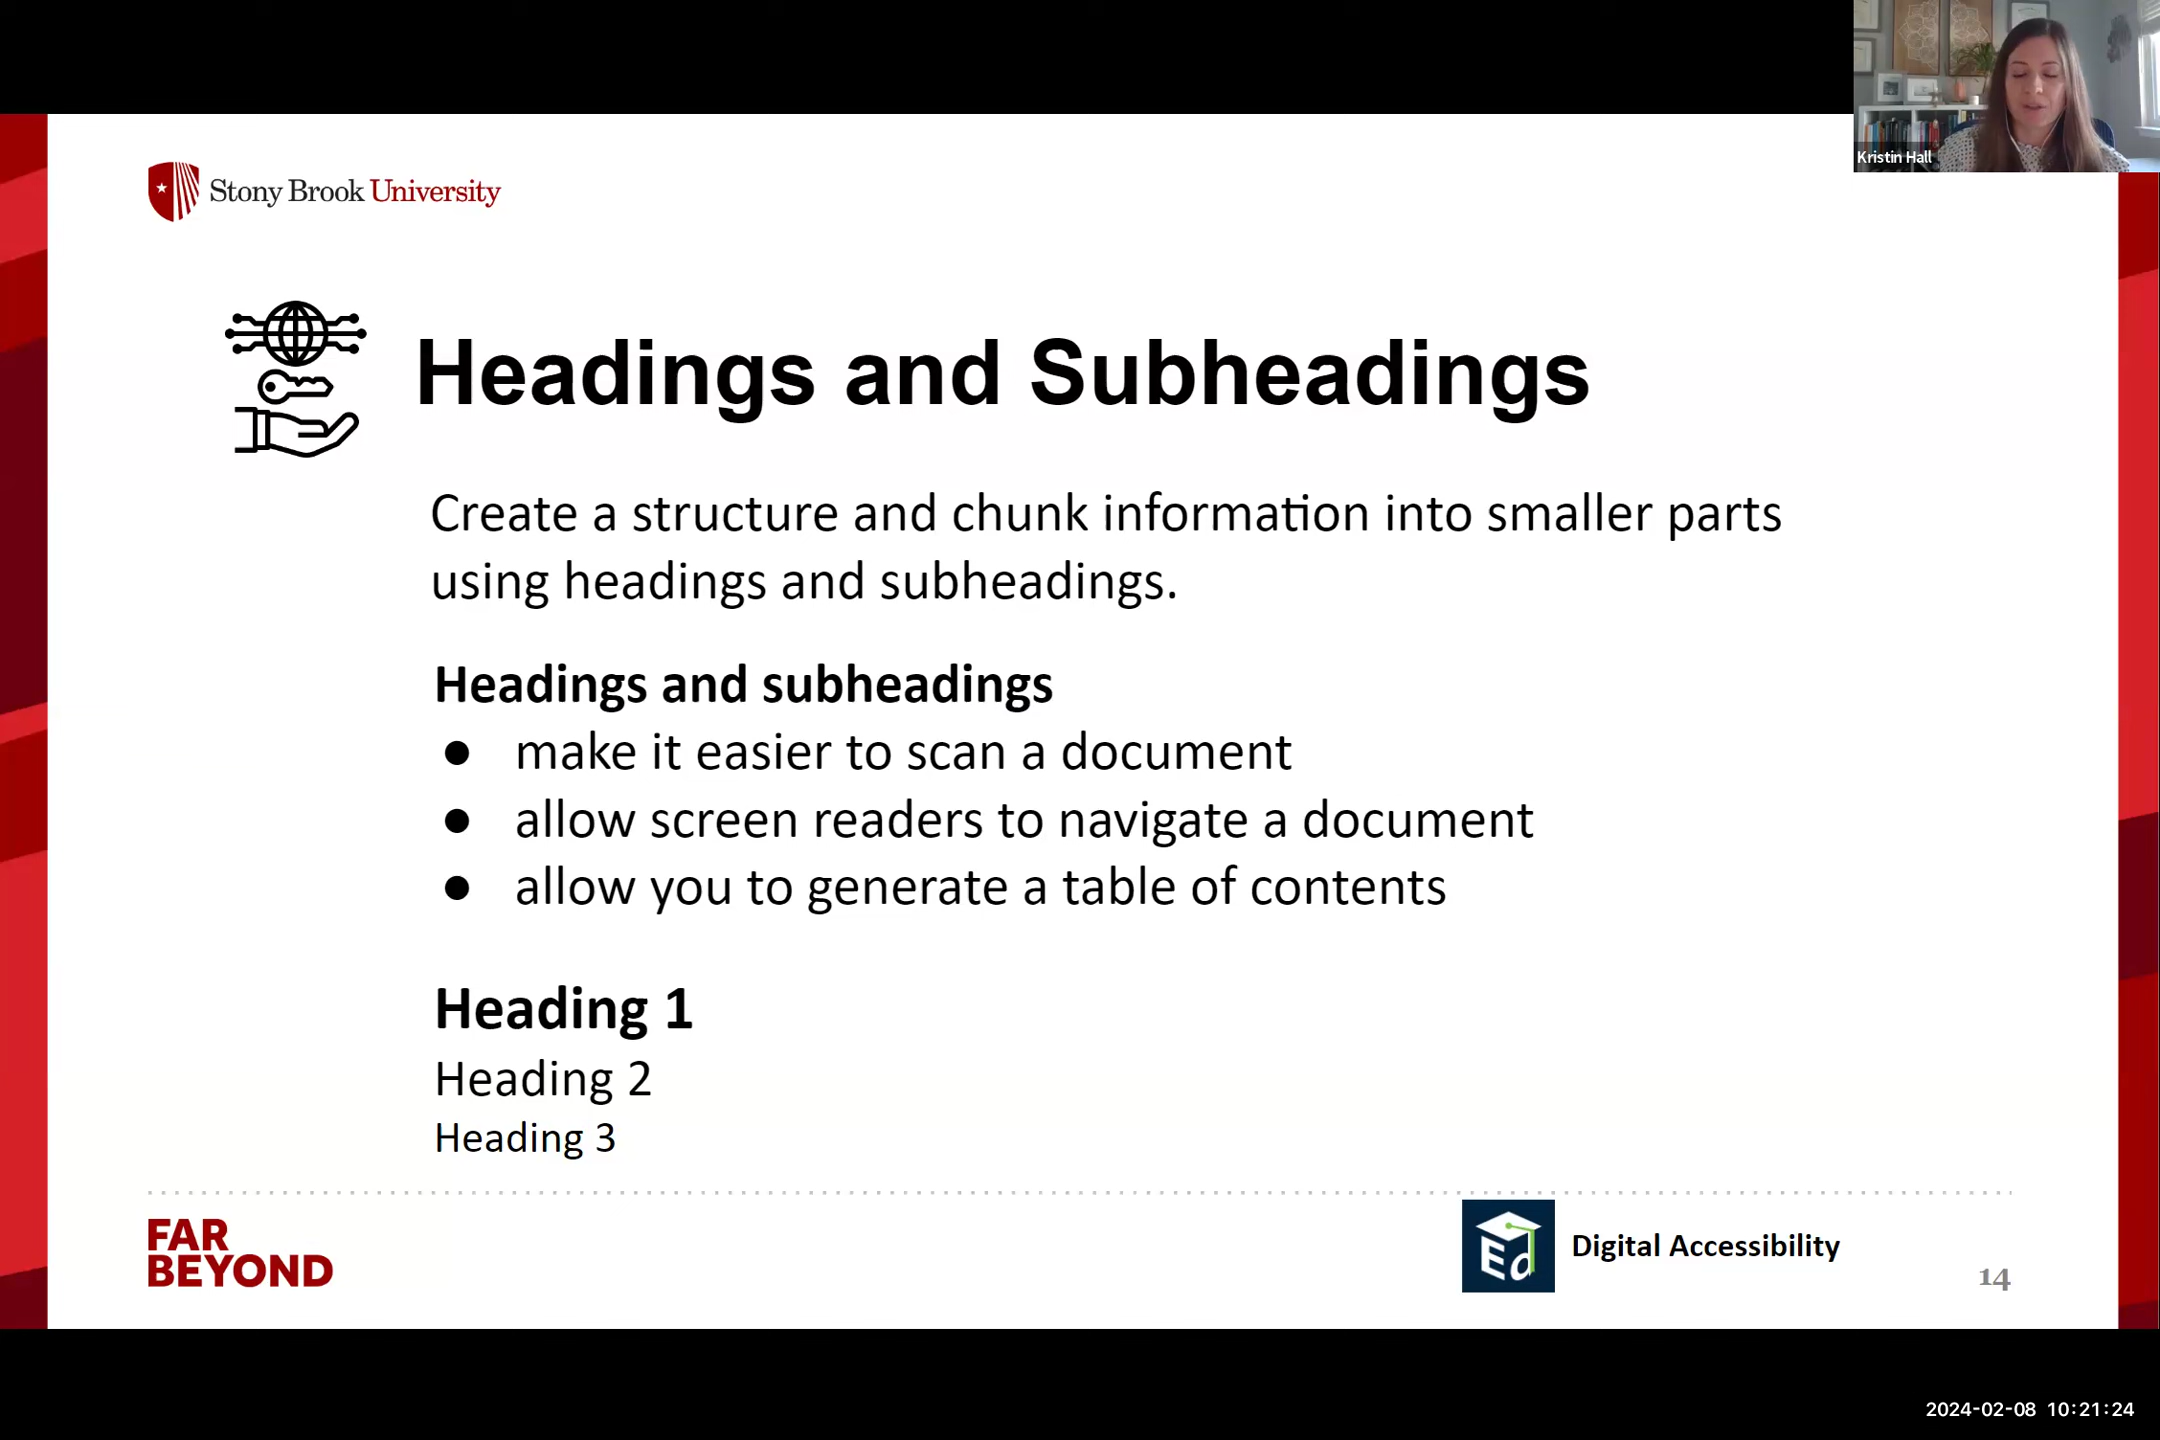 Kristin Hall
Stony Brook University
Headings and Subheadings
Create a structure and chunk information into smaller parts
using headings and subheadings.
Headings and subheadings
● make it easier to scan a document
● allow screen readers to navigate a document
● allow you to generate a table of contents
Heading 1
Heading 2
Heading 3
FAR
BEYOND
Ed
Digital Accessibility
14
2024-02-08 10:21:24